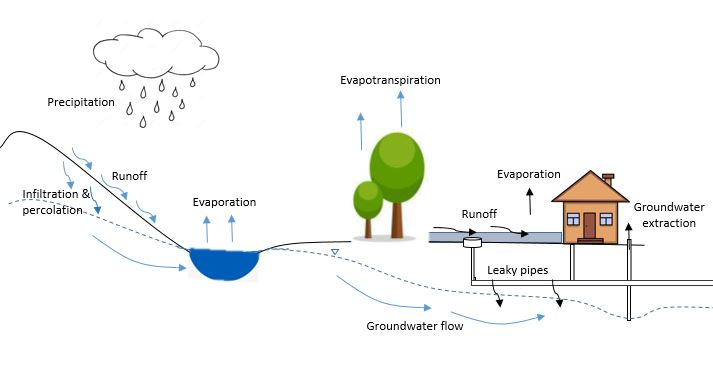 Evapotranspiration
Precipitation
Runoff
Evaporation
Infiltration &
percolation
Evaporation
Groundwater
extraction
Runoff
Leaky pipes
Groundwater flow